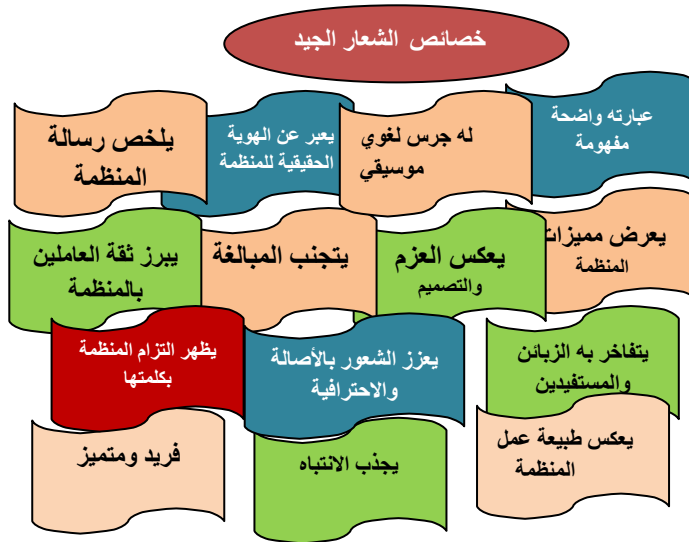 خصائص الشعار الجيد
عبارته واضحة
مفهومة
له جرس لغوي
موسيقي
يعبر عن الهوية
الحقيقية للمنظمة
يلخص رسالة
المنظمة
يعرض مميزات
المنظمة
يعكس العزم
والتصميم
يتجنب المبالغة
يبرز ثقة العاملين
بالمنظمة
يتفاخر به الزبائن
والمستفيدين
يعزز الشعور بالأصالة
والاحترافية
يظهر التزام المنظمة
بكلمتها
يعكس طبيعة عمل
المنظمة
يجذب الانتباه
فريد ومتميز